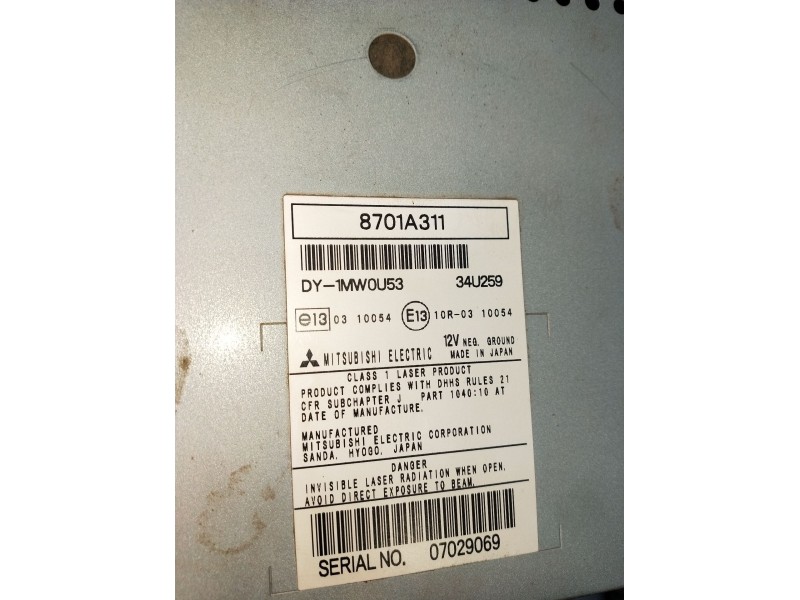 8701A311
DY-1MW0U53 34U259
e13 03 10054 E13 10R-03 10054
12V NEG. GROUND
MITSUBISHI ELECTRIC MADE IN JAPAN
CLASS 1 LASER PRODUCT
PRODUCT COMPLIES WITH DHHS RULES 21
CFR SUBCHAPTER J PART 1040:10 AT
DATE OF MANUFACTURE.
MANUFACTURED
MITSUBISHI ELECTRIC CORPORATION
SANDA, HYOGO, JAPAN
DANGER
INVISIBLE LASER RADIATION WHEN OPEN.
AVOID DIRECT EXPOSURE TO BEAM.
SERIAL NO. 07029069